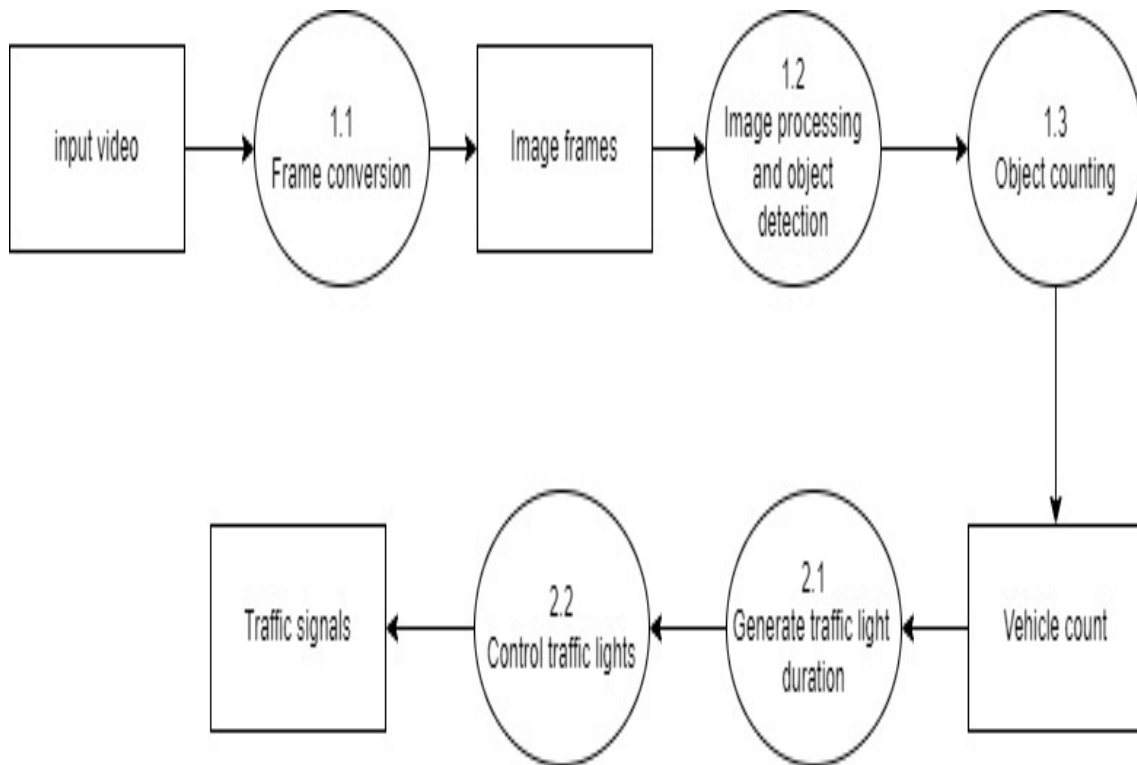 input video
1.1
Frame conversion
Image frames
1.2
Image processing
and object
detection
1.3
Object counting
Traffic signals
2.2
Control traffic lights
2.1
Generate traffic light
duration
Vehicle count